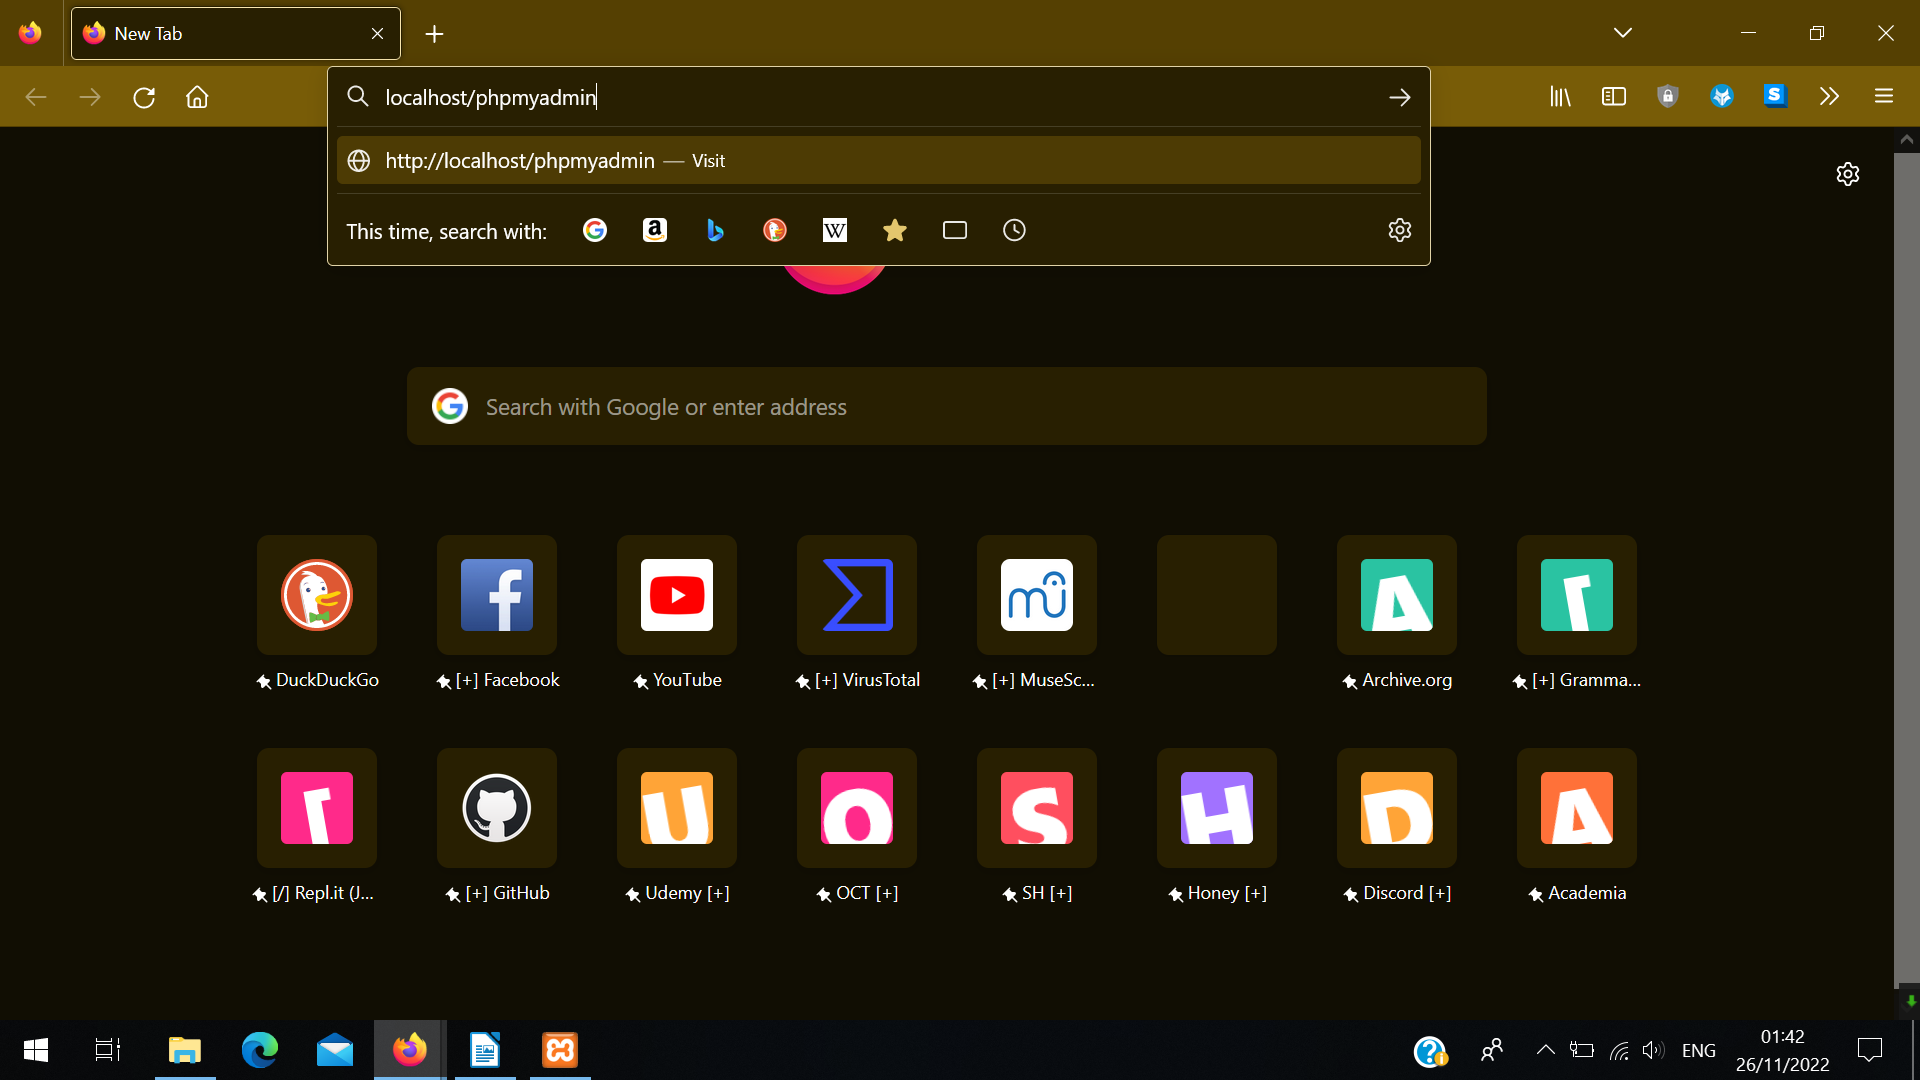 New Tab
localhost/phpmyadmin
http://localhost/phpmyadmin — Visit
This time, search with:
Search with Google or enter address
DuckDuckGo
[+] Facebook
YouTube
[+] VirusTotal
[+] MuseSc...
Archive.org
[+] Gramma...
[/] Repl.it (J...
[+] GitHub
Udemy [+]
OCT [+]
SH [+]
Honey [+]
Discord [+]
Academia
ENG
01:42
26/11/2022